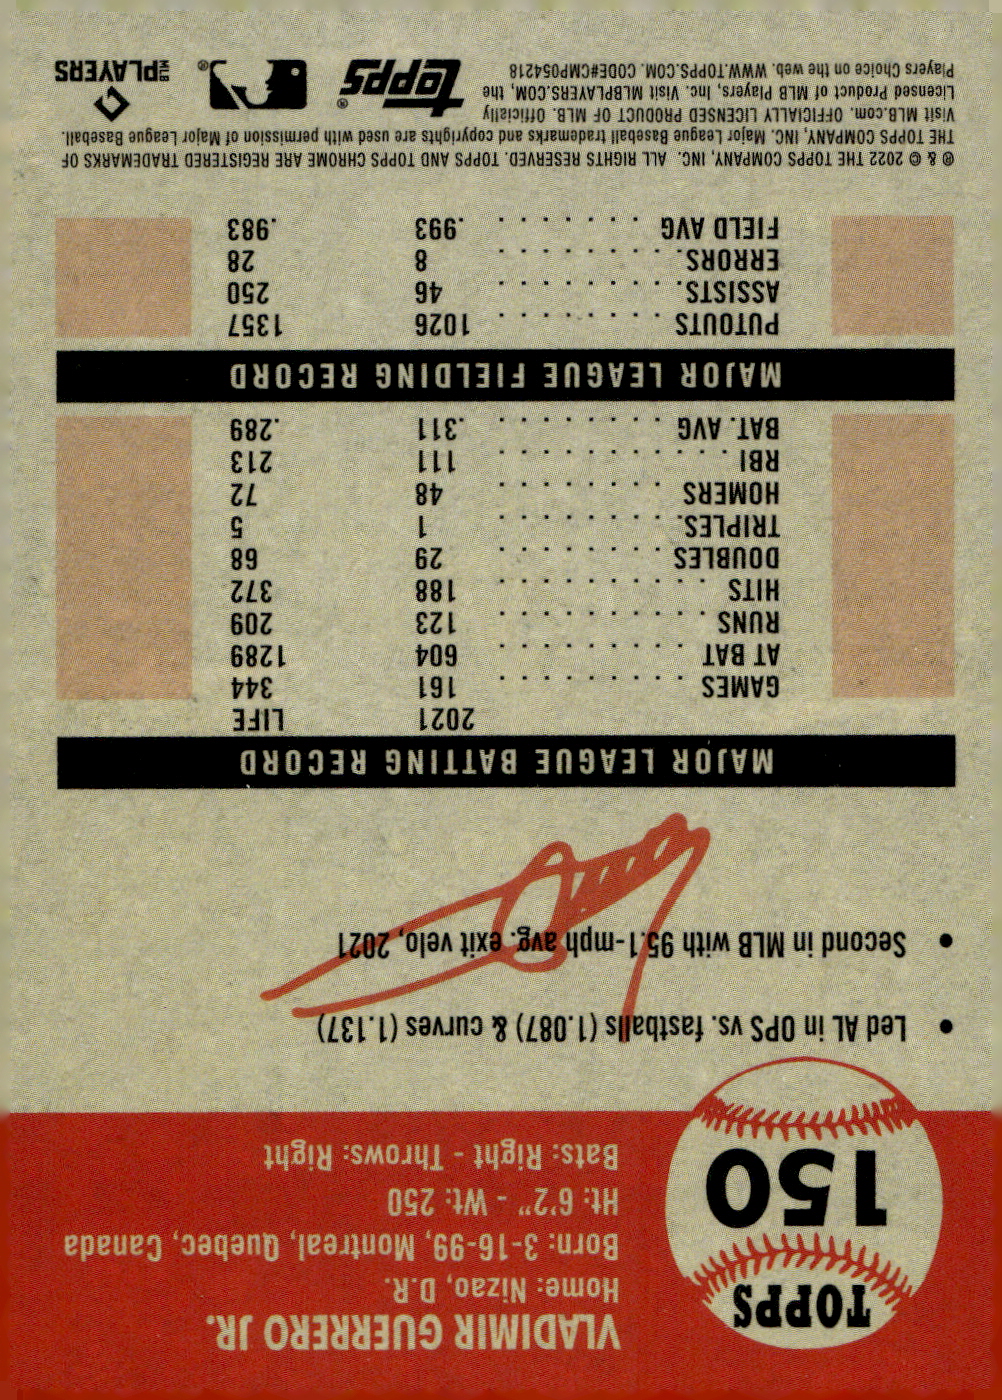 TOPPS
150
VLADIMIR GUERRERO JR.
Home: Nizao, D.R.
Born: 3-16-99, Montreal, Quebec, Canada
Ht: 6'2" - Wt: 250
Bats: Right - Throws: Right
• Led AL in OPS vs. fastballs (1.087) & curves (1.137)
• Second in MLB with 95.1-mph avg. exit velo, 2021
MAJOR LEAGUE BATTING RECORD
2021 LIFE
GAMES 161 344
AT BAT 604 1289
RUNS 123 209
HITS 188 372
DOUBLES 29 68
TRIPLES 1 5
HOMERS 48 72
RBI 111 213
BAT. AVG .311 .289
MAJOR LEAGUE FIELDING RECORD
PUTOUTS 1026 1357
ASSISTS 46 250
ERRORS 8 28
FIELD AVG .993 .983
® & © 2022 THE TOPPS COMPANY, INC. ALL RIGHTS RESERVED. TOPPS AND TOPPS CHROME ARE REGISTERED TRADEMARKS OF
THE TOPPS COMPANY, INC. Major League Baseball trademarks and copyrights are used with permission of Major League Baseball.
Visit MLB.com. OFFICIALLY LICENSED PRODUCT OF MLB. Officially
Licensed Product of MLB Players, Inc. Visit MLBPLAYERS.COM, the
Players Choice on the web. WWW.TOPPS.COM. CODE#CMP054218
Topps®
®
MLB PLAYERS